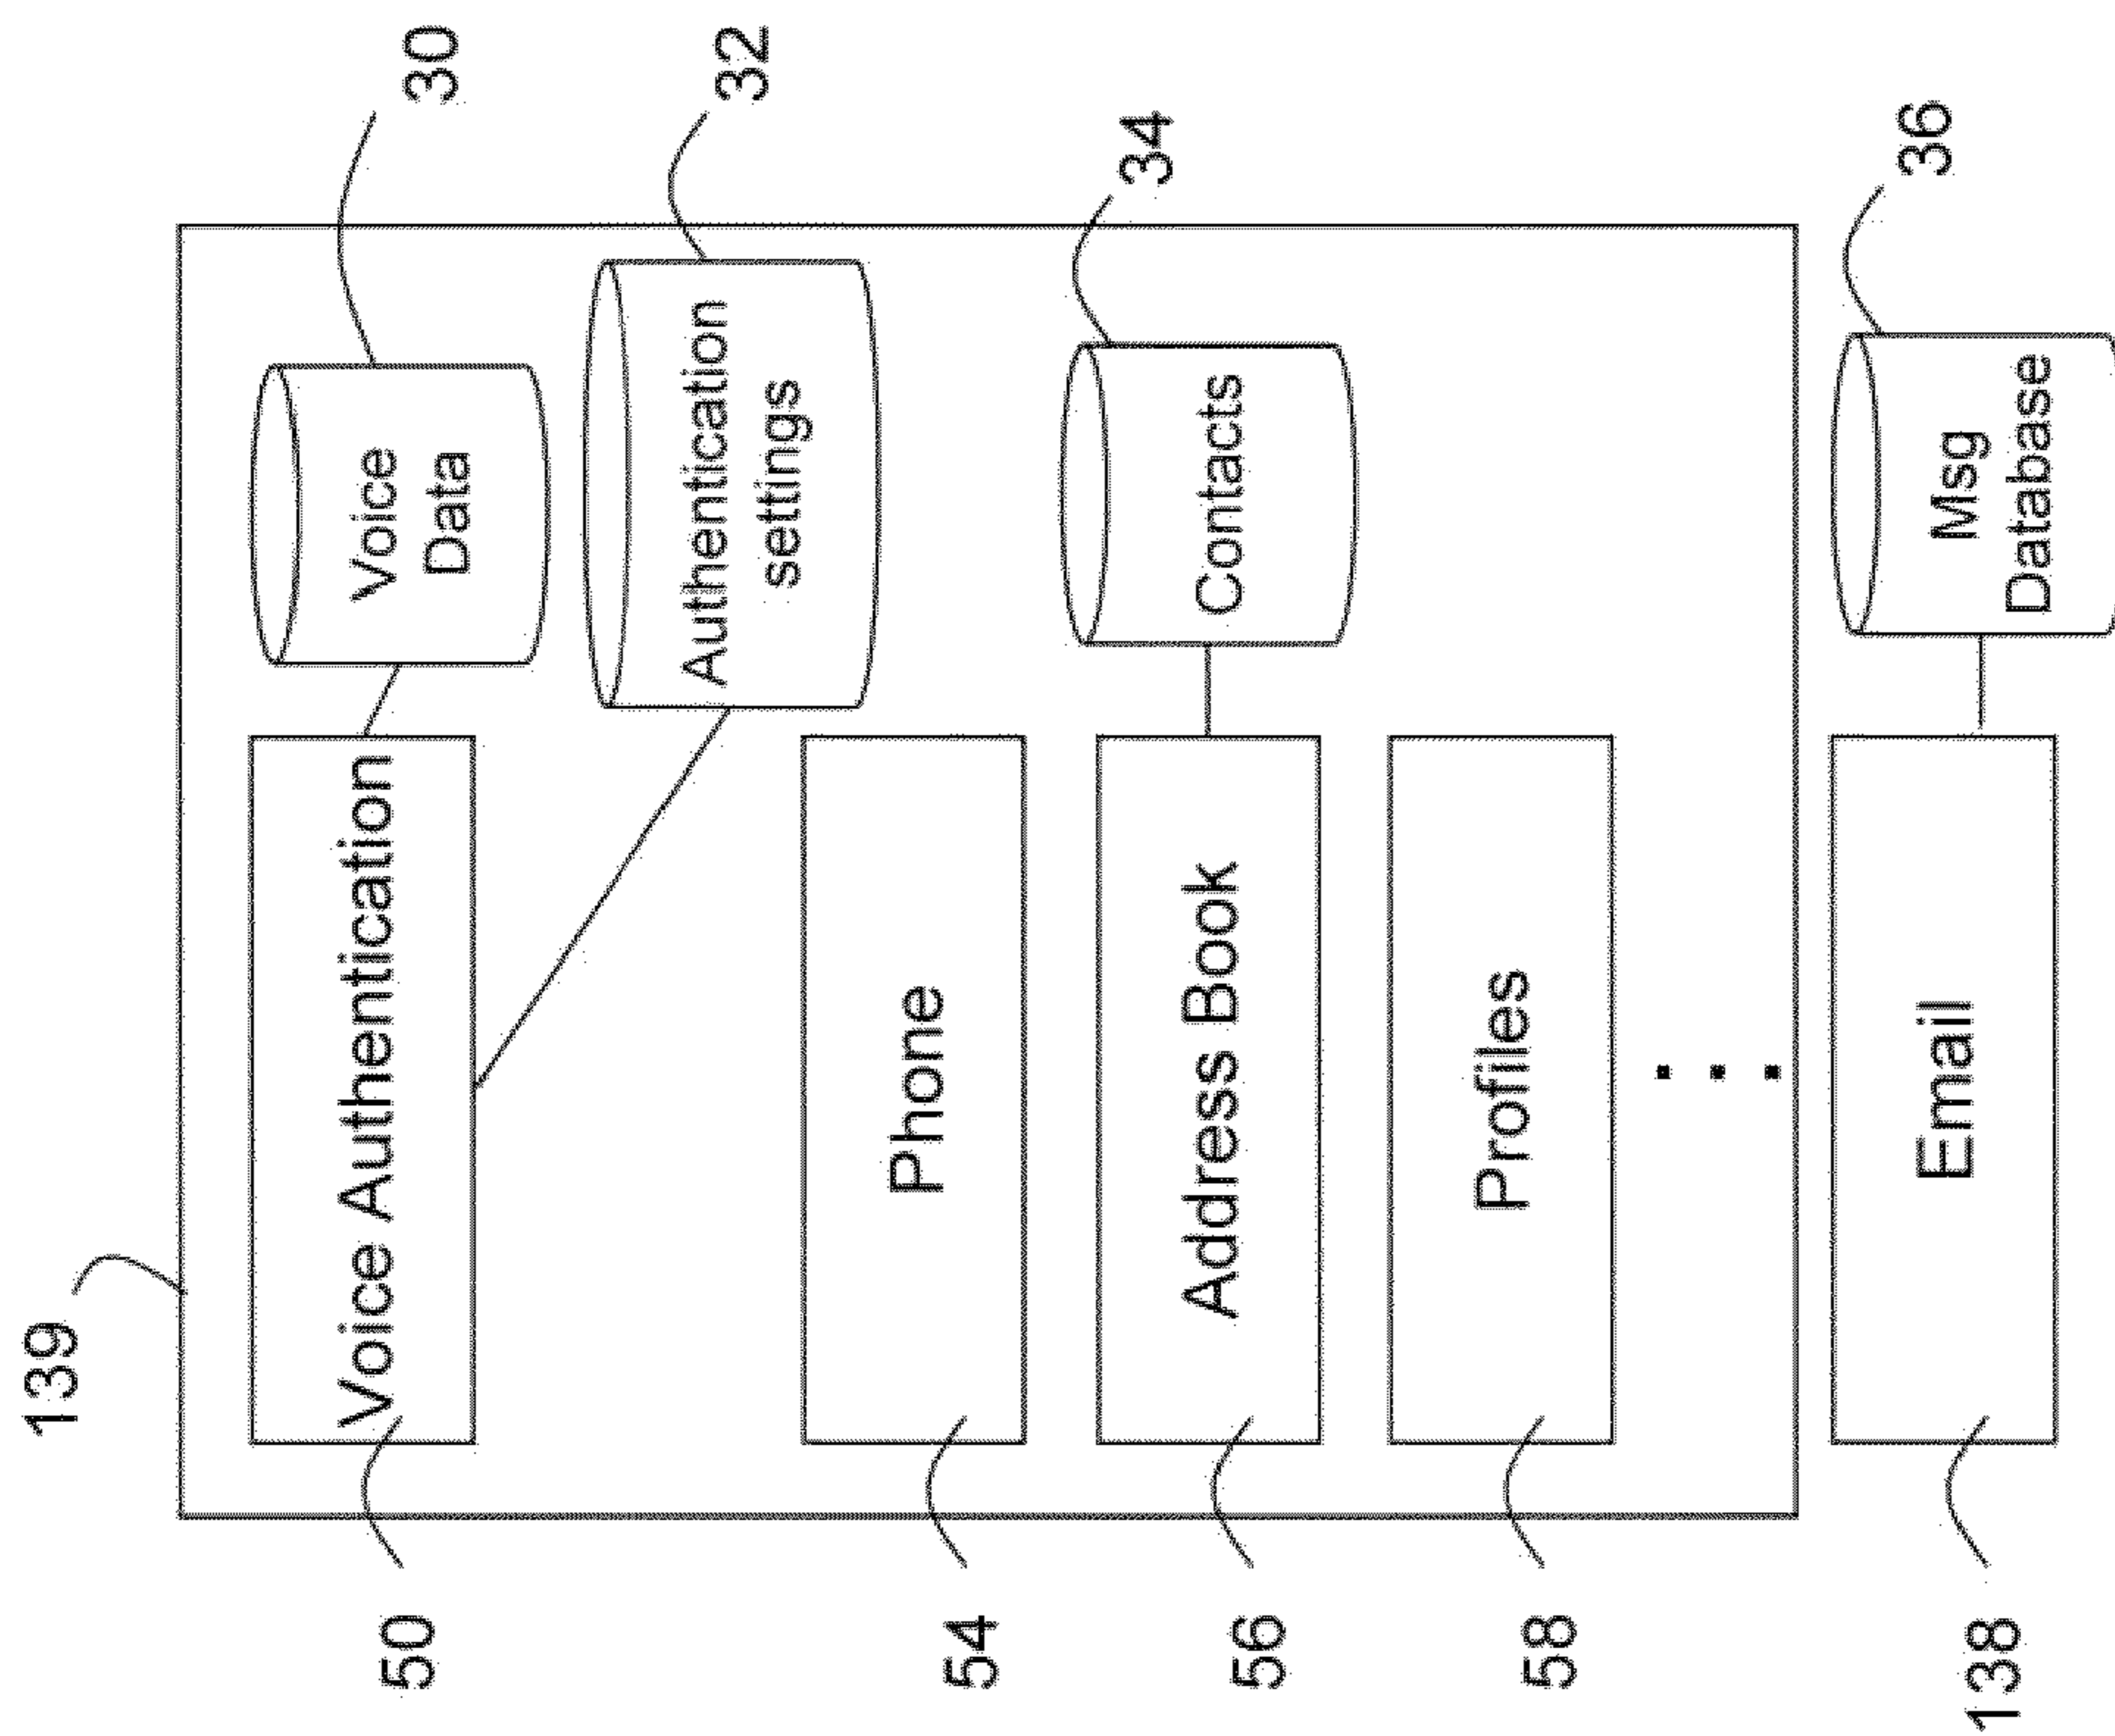 139
50
Voice Authentication
Voice
Data
30
Authentication
settings
32
54
Phone
56
Address Book
Contacts
34
58
Profiles
138
Email
Msg
Database
36